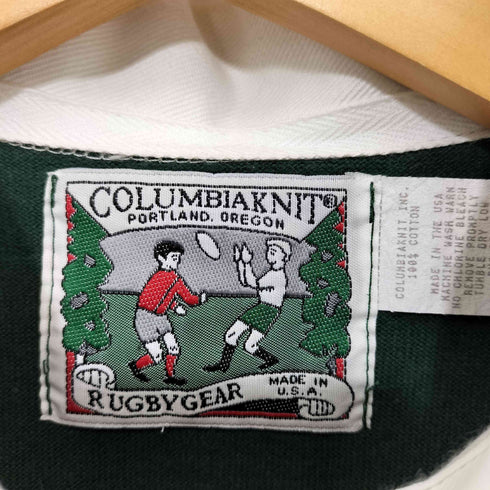 COLUMBIAKNIT®
PORTLAND, OREGON
RUGBYGEAR
MADE IN
U.S.A.
COLUMBIAKNIT INC.
100% COTTON
MADE IN THE USA
MACHINE WASH WARM
NO CHLORINE BLEACH
REMOVE PROMPTLY
TUMBLE DRY LOW